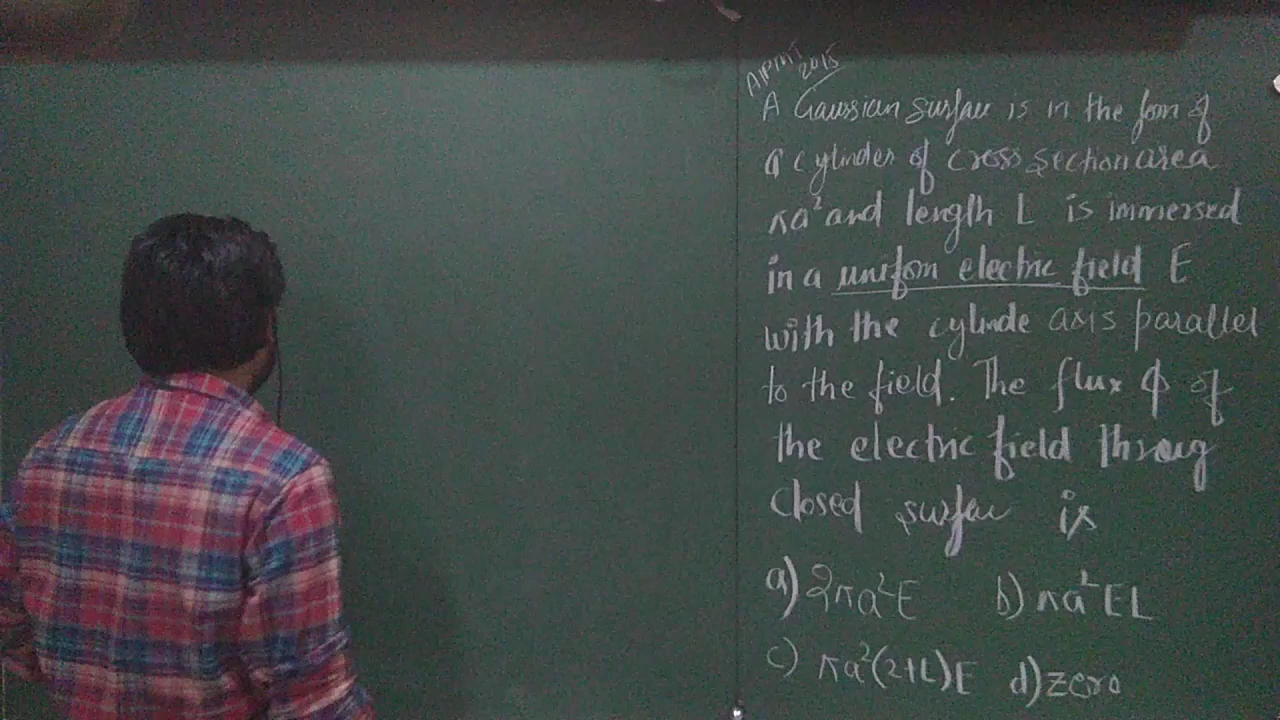 AIPMT 2015
A Gaussian surface is in the form of
a cylinder of cross section area
πa² and length L is immersed
in a uniform electric field E
with the cylinde axis parallel
to the field. The flux ϕ of
the electric field throug
closed surface is
a) 2πa²E b) πa²EL
c) πa²(2+L)E d) zero